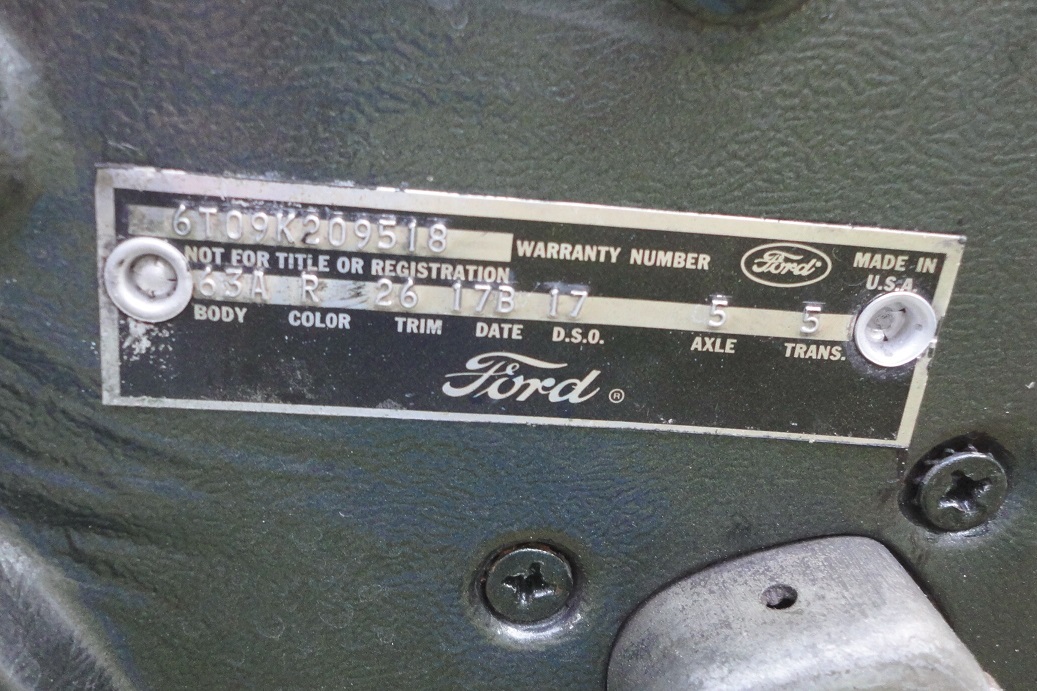 6T09K209518 WARRANTY NUMBER Ford MADE IN
U.S.A.
NOT FOR TITLE OR REGISTRATION
63A R 26 17B 17 5 5
BODY COLOR TRIM DATE D.S.O. AXLE TRANS.
Ford ®